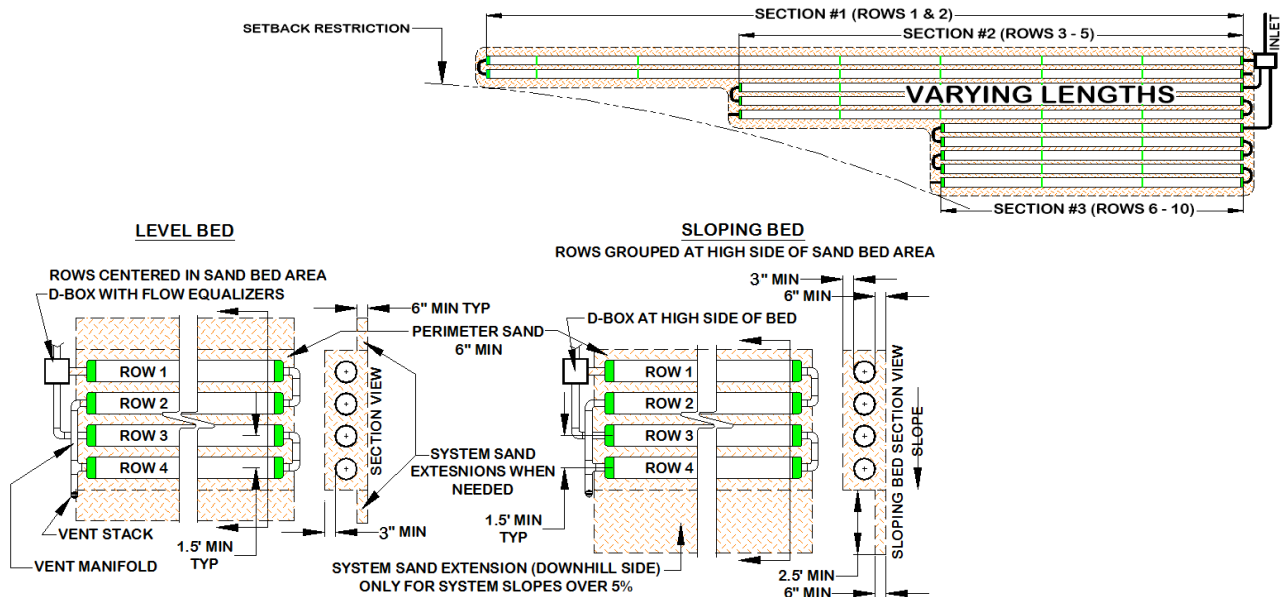 SECTION #1 (ROWS 1 & 2)
SETBACK RESTRICTION
SECTION #2 (ROWS 3 - 5)
INLET
VARYING LENGTHS
SECTION #3 (ROWS 6 - 10)
LEVEL BED
ROWS CENTERED IN SAND BED AREA
D-BOX WITH FLOW EQUALIZERS
6" MIN TYP
PERIMETER SAND
6" MIN
ROW 1
ROW 2
ROW 3
ROW 4
SECTION VIEW
SYSTEM SAND
EXTESNIONS WHEN
NEEDED
3" MIN
VENT STACK
VENT MANIFOLD
1.5' MIN
TYP
SLOPING BED
ROWS GROUPED AT HIGH SIDE OF SAND BED AREA
3" MIN
6" MIN
D-BOX AT HIGH SIDE OF BED
ROW 1
ROW 2
ROW 3
ROW 4
SLOPING BED SECTION VIEW
SLOPE
1.5' MIN
TYP
SYSTEM SAND EXTENSION (DOWNHILL SIDE)
ONLY FOR SYSTEM SLOPES OVER 5%
2.5' MIN
6" MIN